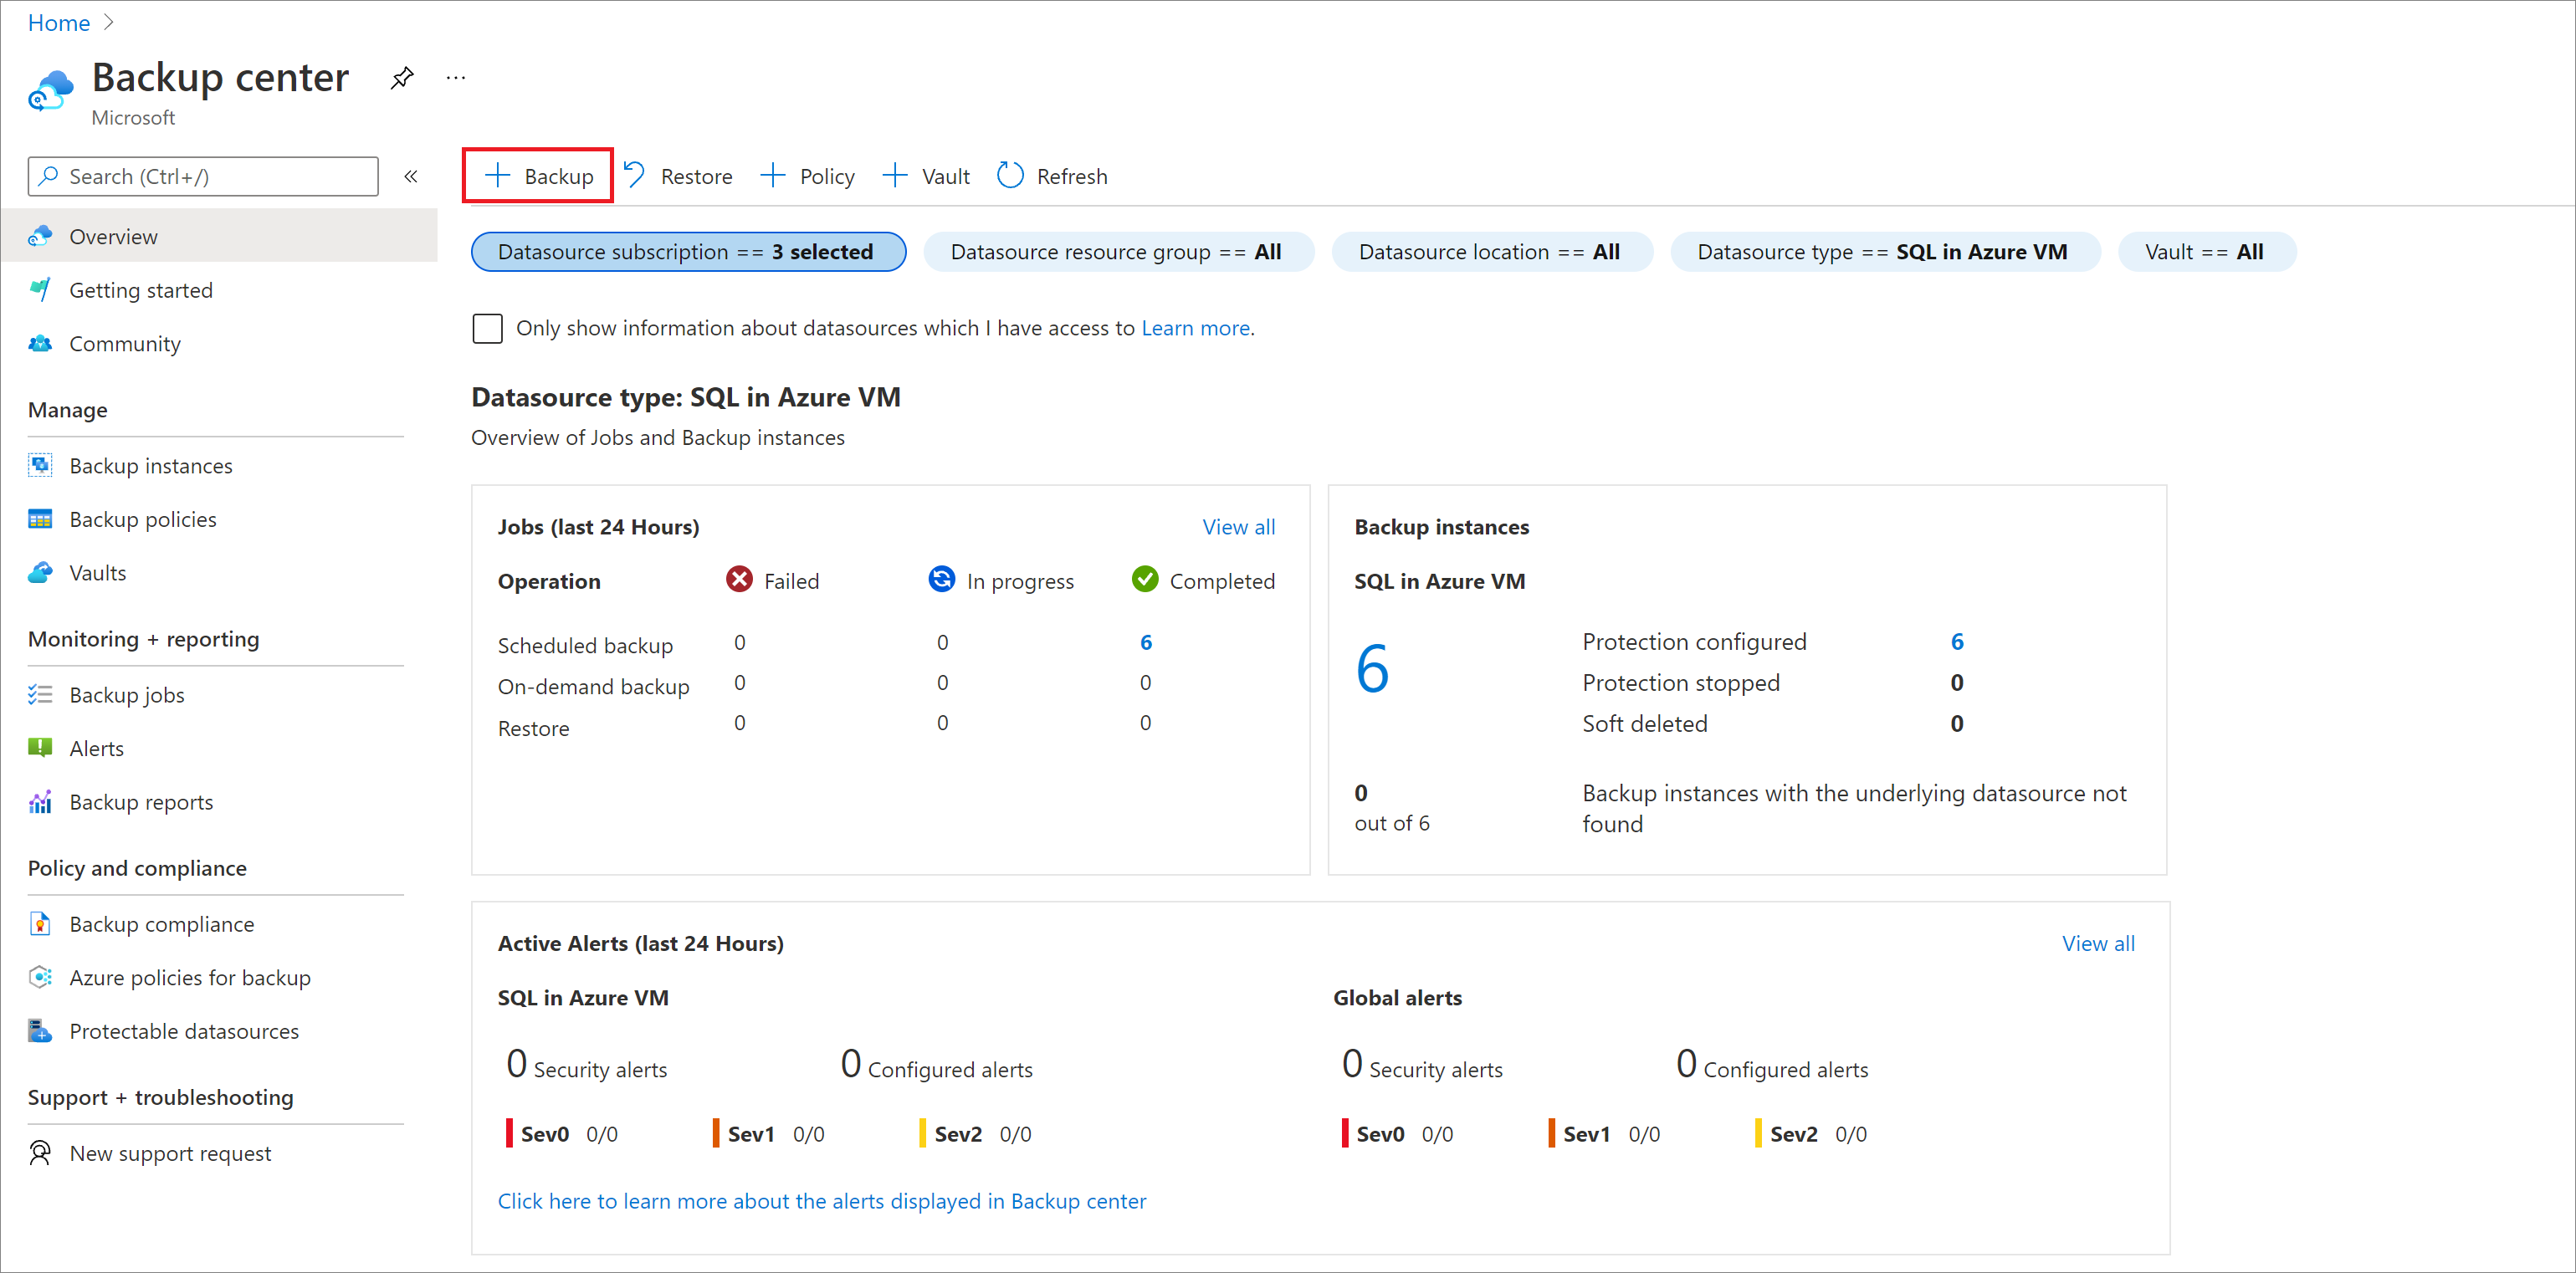 Home
Backup center
...
Microsoft
Search (Ctrl+/)
Overview
Getting started
Community
Manage
Backup instances
Backup policies
Vaults
Monitoring + reporting
Backup jobs
Alerts
Backup reports
Policy and compliance
Backup compliance
Azure policies for backup
Protectable datasources
Support + troubleshooting
New support request
Backup Restore Policy Vault Refresh
Datasource subscription == 3 selected Datasource resource group == All Datasource location == All Datasource type == SQL in Azure VM Vault == All
Only show information about datasources which I have access to Learn more.
Datasource type: SQL in Azure VM
Overview of Jobs and Backup instances
Jobs (last 24 Hours) View all
Operation Failed In progress Completed
Scheduled backup 0 0 6
On-demand backup 0 0 0
Restore 0 0 0
Backup instances
SQL in Azure VM
6
Protection configured 6
Protection stopped 0
Soft deleted 0
0
out of 6
Backup instances with the underlying datasource not
found
Active Alerts (last 24 Hours) View all
SQL in Azure VM
0 Security alerts 0 Configured alerts
Sev0 0/0 Sev1 0/0 Sev2 0/0
Global alerts
0 Security alerts 0 Configured alerts
Sev0 0/0 Sev1 0/0 Sev2 0/0
Click here to learn more about the alerts displayed in Backup center